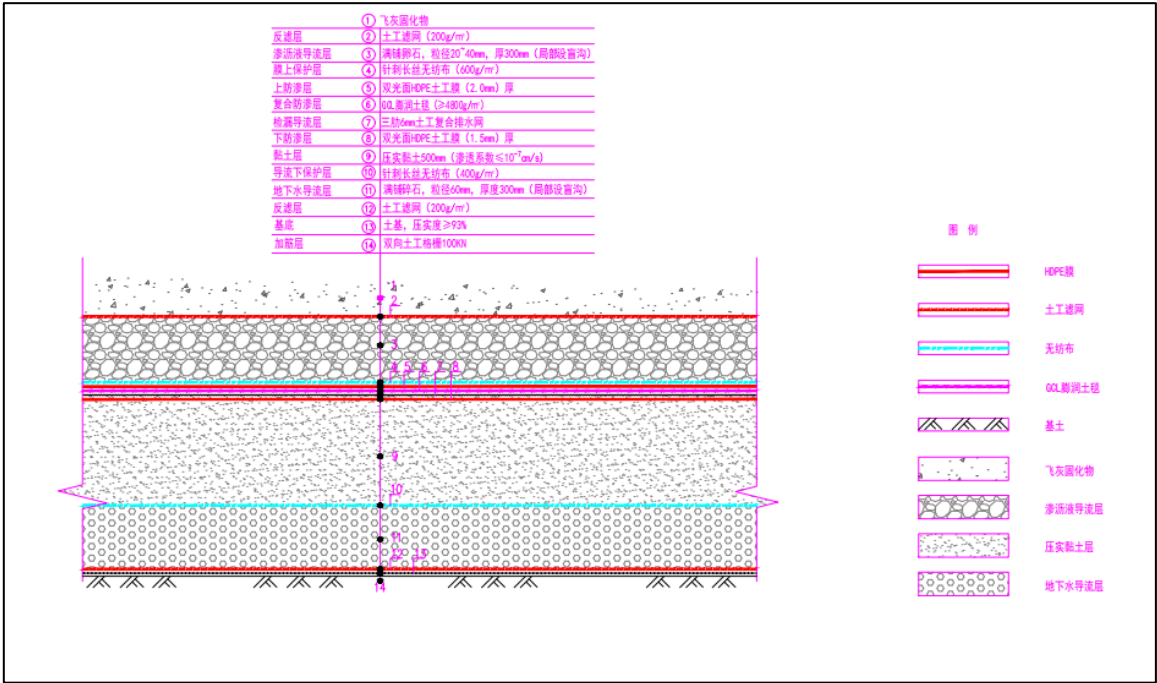 ① 飞灰固化物
反滤层 ② 土工滤网 (200g/㎡)
渗沥液导流层 ③ 满铺卵石, 粒径20~40mm, 厚300mm (局部设盲沟)
膜上保护层 ④ 针刺长丝无纺布 (600g/㎡)
上防渗层 ⑤ 双光面HDPE土工膜 (2.0mm) 厚
复合防渗层 ⑥ GCL膨润土毯 (≥4800g/㎡)
检漏导流层 ⑦ 三肋6mm土工复合排水网
下防渗层 ⑧ 双光面HDPE土工膜 (1.5mm) 厚
黏土层 ⑨ 压实黏土500mm (渗透系数≤10⁻⁷cm/s)
导流下保护层 ⑩ 针刺长丝无纺布 (400g/㎡)
地下水导流层 ⑪ 满铺碎石, 粒径60mm, 厚度300mm (局部设盲沟)
反滤层 ⑫ 土工滤网 (200g/㎡)
基底 ⑬ 土基, 压实度≥93%
加筋层 ⑭ 双向土工格栅100KN
1
2
3
4 5 6 7 8
9
10
11
12 13
14
图 例
HDPE膜
土工滤网
无纺布
GCL膨润土毯
基土
飞灰固化物
渗沥液导流层
压实黏土层
地下水导流层